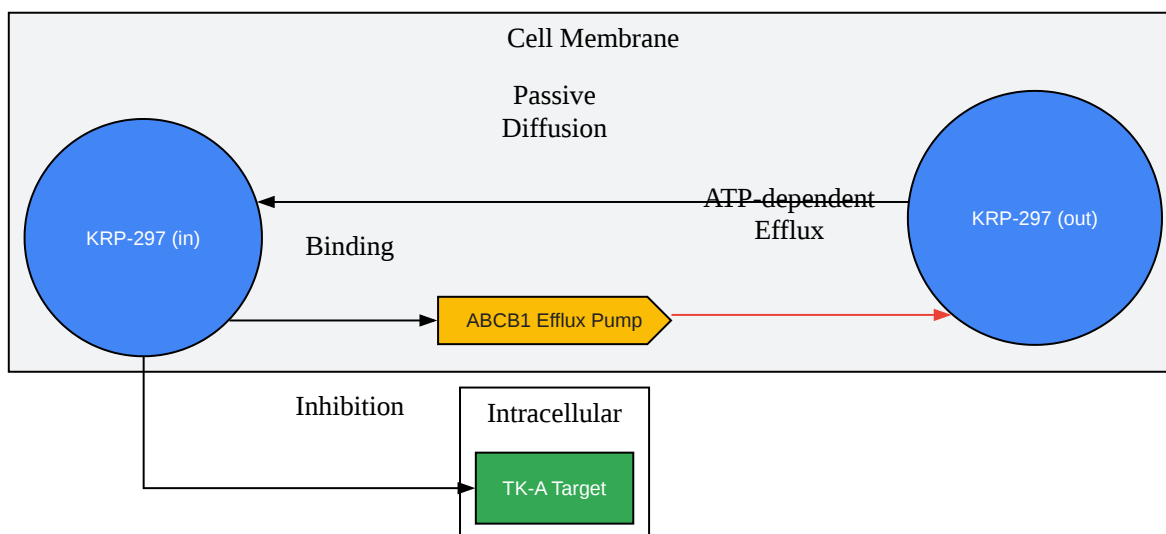 Cell Membrane
Passive
Diffusion
ATP-dependent
Efflux
KRP-297 (in)
KRP-297 (out)
Binding
ABCB1 Efflux Pump
Inhibition
Intracellular
TK-A Target